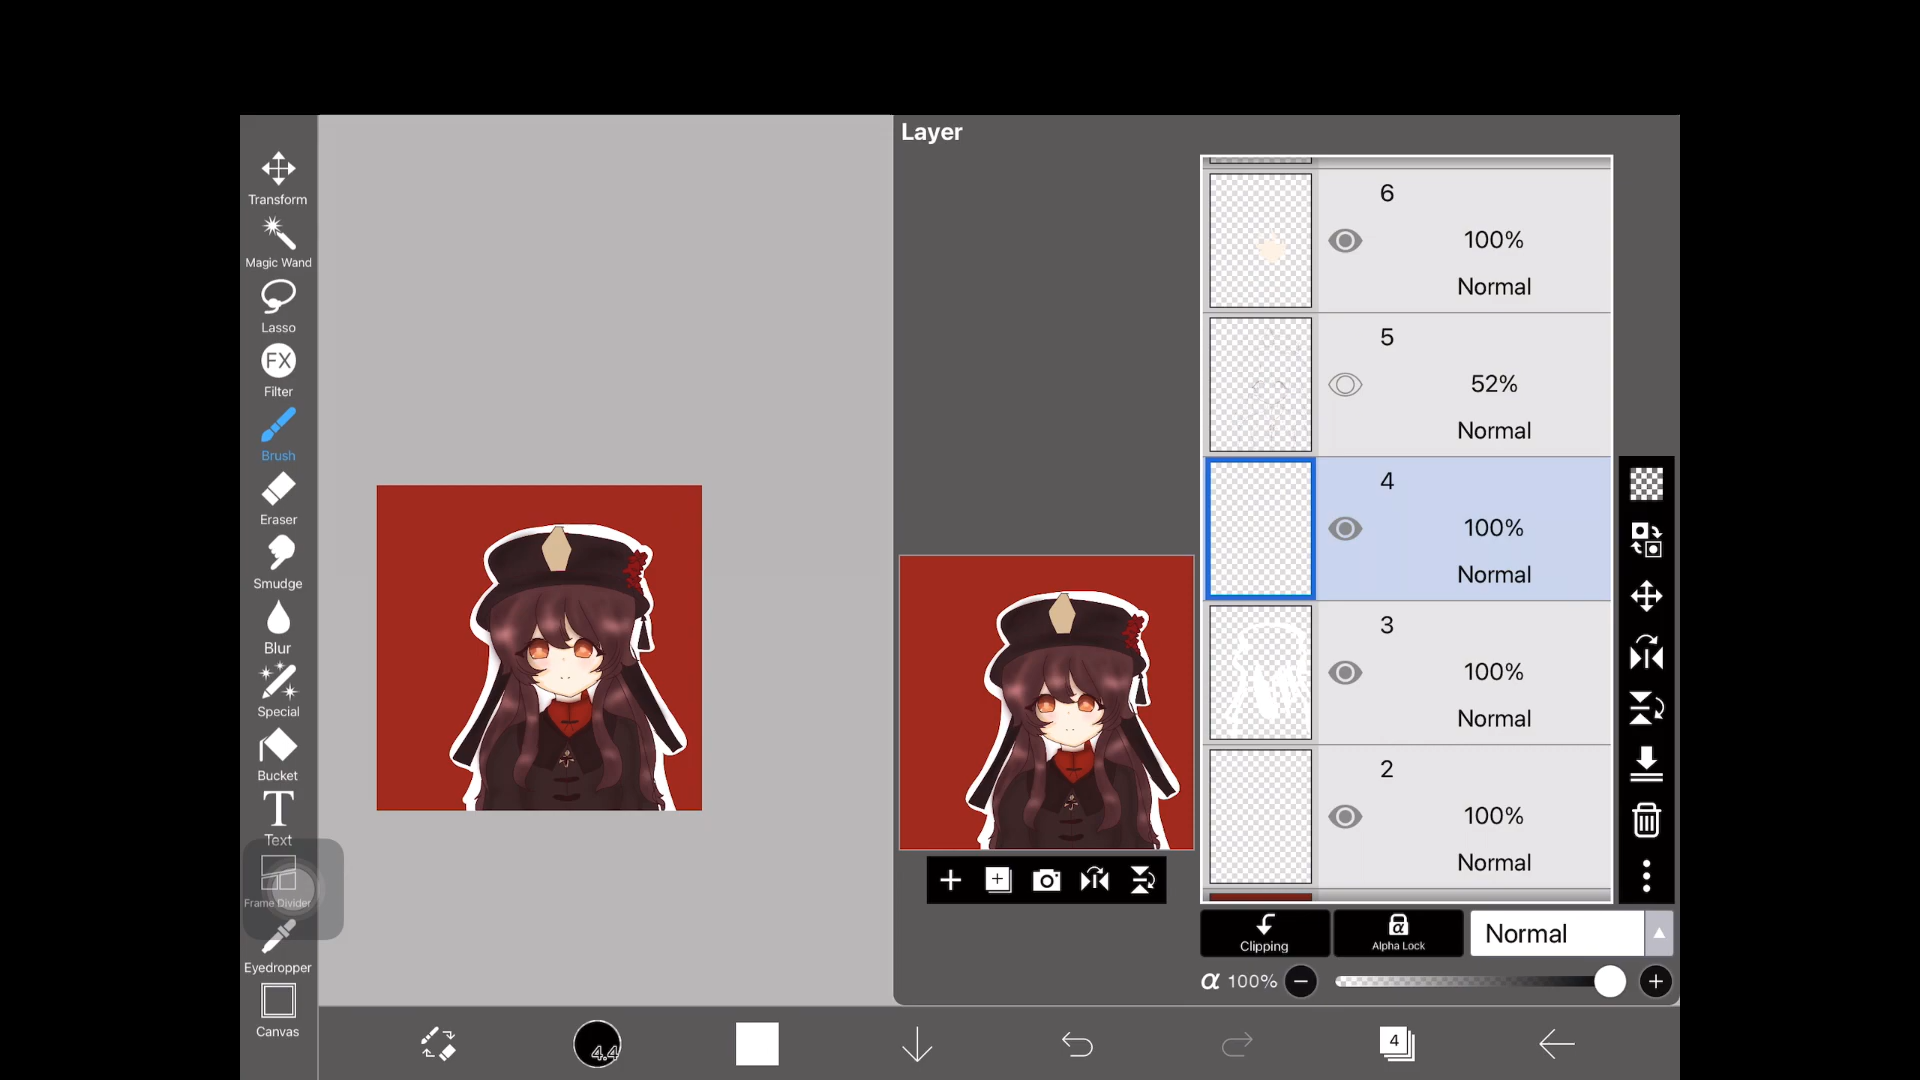 Layer
Transform
Magic Wand
Lasso
FX
Filter
Brush
Eraser
Smudge
Blur
Special
Bucket
T
Text
Frame Divider
Eyedropper
Canvas
6
100%
Normal
5
52%
Normal
4
100%
Normal
3
100%
Normal
2
100%
Normal
Clipping
α
Alpha Lock
Normal
α 100%
4.4
4